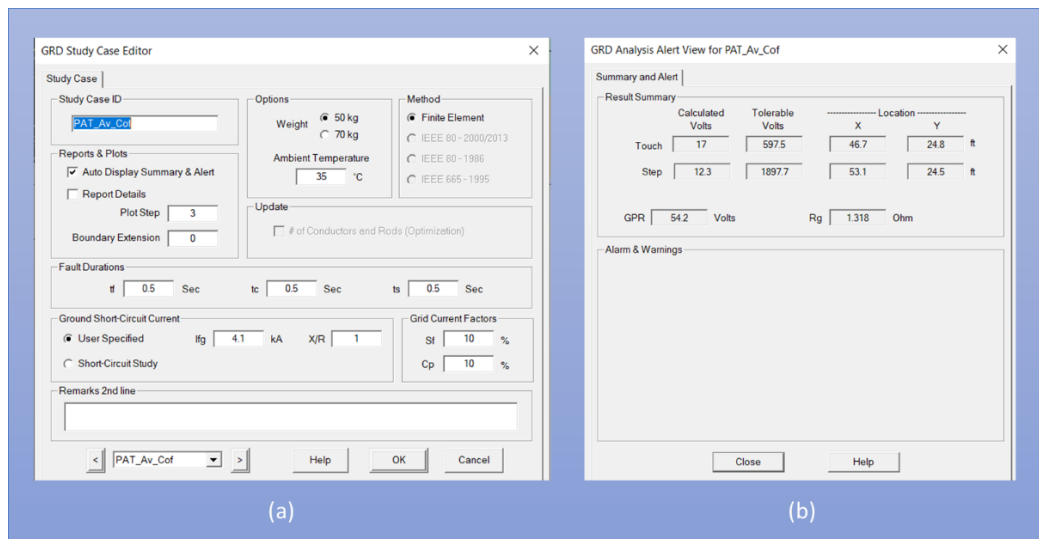 GRD Study Case Editor
Study Case
Study Case ID
PAT_Av_Cof
Options
Weight
50 kg
70 kg
Ambient Temperature
35 °C
Method
Finite Element
IEEE 80 - 2000/2013
IEEE 80 - 1986
IEEE 665 - 1995
Reports & Plots
Auto Display Summary & Alert
Report Details
Plot Step 3
Boundary Extension 0
Update
# of Conductors and Rods (Optimization)
Fault Durations
tf 0.5 Sec tc 0.5 Sec ts 0.5 Sec
Ground Short-Circuit Current
User Specified Ifg 4.1 kA X/R 1
Short-Circuit Study
Grid Current Factors
Sf 10 %
Cp 10 %
Remarks 2nd line
< PAT_Av_Cof > Help OK Cancel
(a)
GRD Analysis Alert View for PAT_Av_Cof
Summary and Alert
Result Summary
Calculated Tolerable ---------------- Location ----------------
Volts Volts X Y
Touch 17 597.5 46.7 24.8 ft
Step 12.3 1897.7 53.1 24.5 ft
GPR 54.2 Volts Rg 1.318 Ohm
Alarm & Warnings
Close Help
(b)